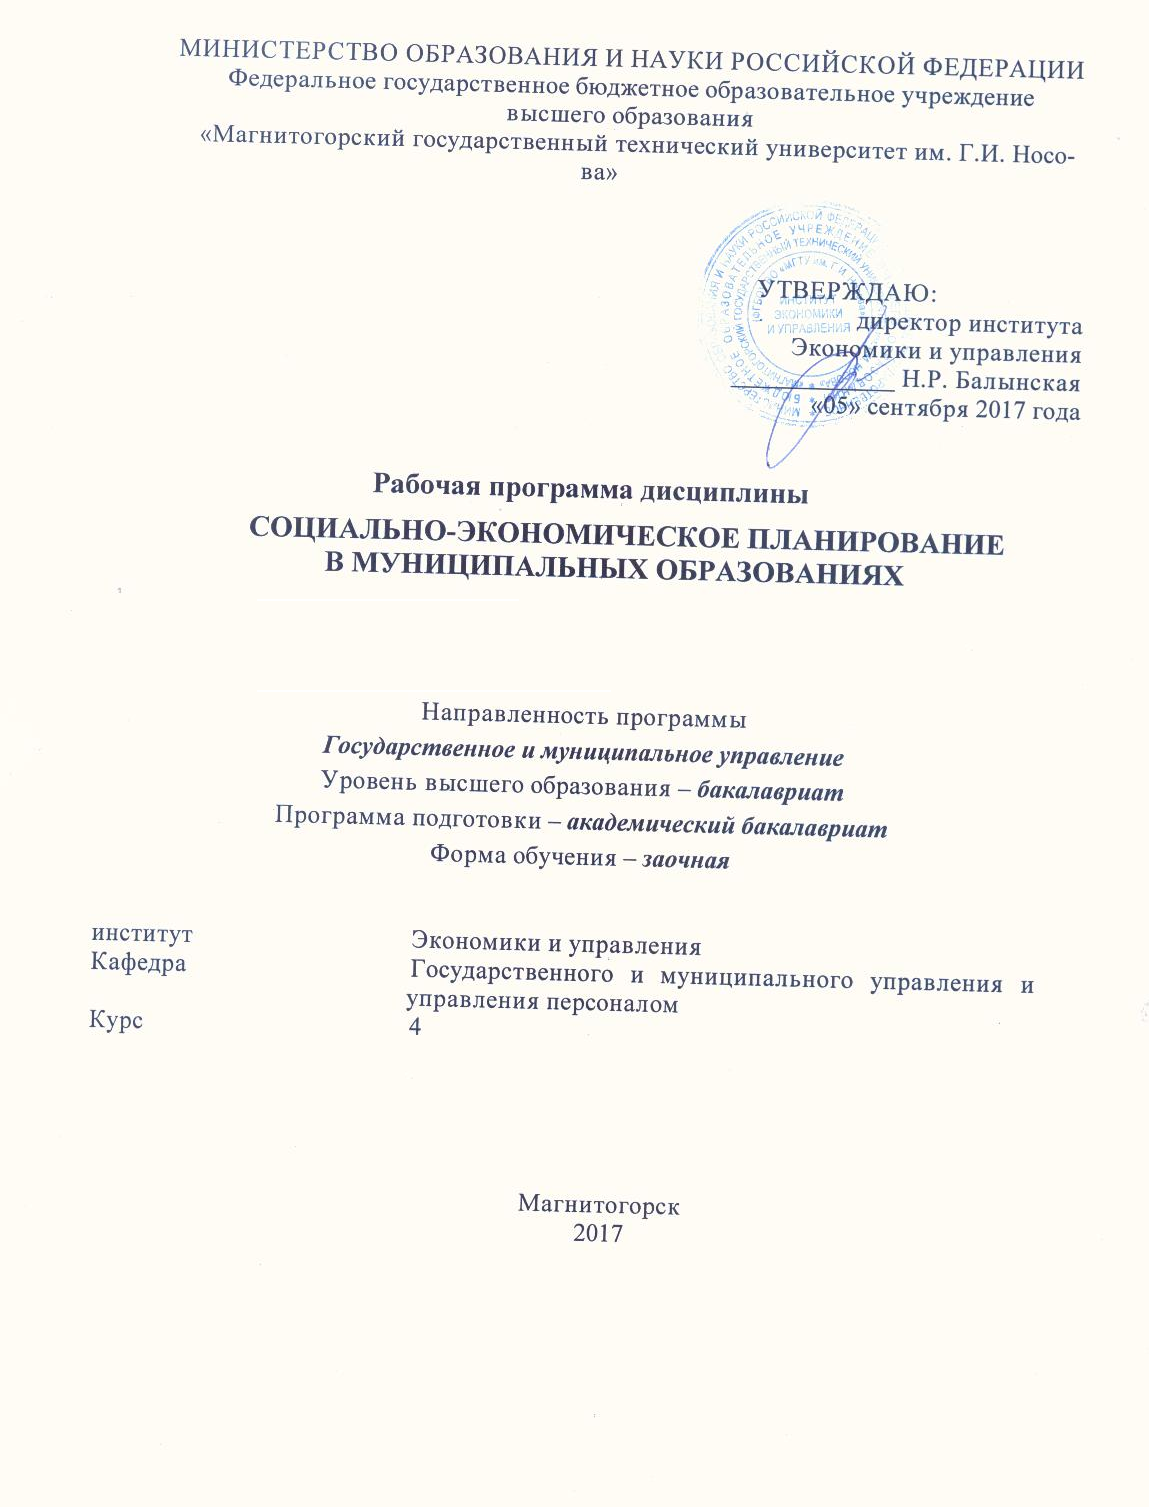 МИНИСТЕРСТВО ОБРАЗОВАНИЯ И НАУКИ РОССИЙСКОЙ ФЕДЕРАЦИИ
Федеральное государственное бюджетное образовательное учреждение
высшего образования
«Магнитогорский государственный технический университет им. Г.И. Носо-
ва»
ИНСТИТУТ
ЭКОНОМИКИ
И УПРАВЛЕНИЯ
УТВЕРЖДАЮ:
директор института
Экономики и управления
Н.Р. Балынская
«05» сентября 2017 года
Рабочая программа дисциплины
СОЦИАЛЬНО-ЭКОНОМИЧЕСКОЕ ПЛАНИРОВАНИЕ
В МУНИЦИПАЛЬНЫХ ОБРАЗОВАНИЯХ
Направленность программы
Государственное и муниципальное управление
Уровень высшего образования – бакалавриат
Программа подготовки – академический бакалавриат
Форма обучения – заочная
институт Экономики и управления
Кафедра Государственного и муниципального управления и
управления персоналом
Курс 4
Магнитогорск
2017